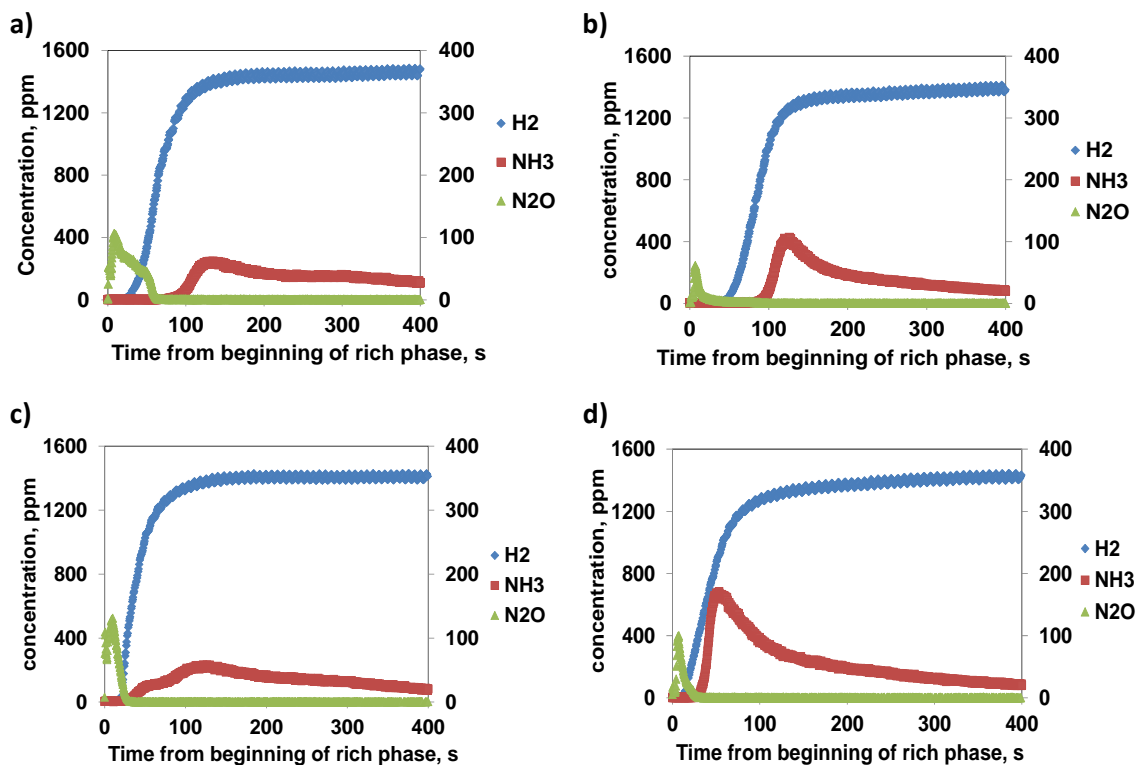 a)
1600
1200
800
400
0
400
300
200
100
0
0 100 200 300 400
Concentration, ppm
Time from beginning of rich phase, s
H2
NH3
N2O
b)
1600
1200
800
400
0
400
300
200
100
0
0 100 200 300 400
concnetration, ppm
Time from beginning of rich phase, s
H2
NH3
N2O
c)
1600
1200
800
400
0
400
300
200
100
0
0 100 200 300 400
concentration, ppm
Time from beginning of rich phase, s
H2
NH3
N2O
d)
1600
1200
800
400
0
400
300
200
100
0
0 100 200 300 400
concentration, ppm
Time from beginning of rich phase, s
H2
NH3
N2O